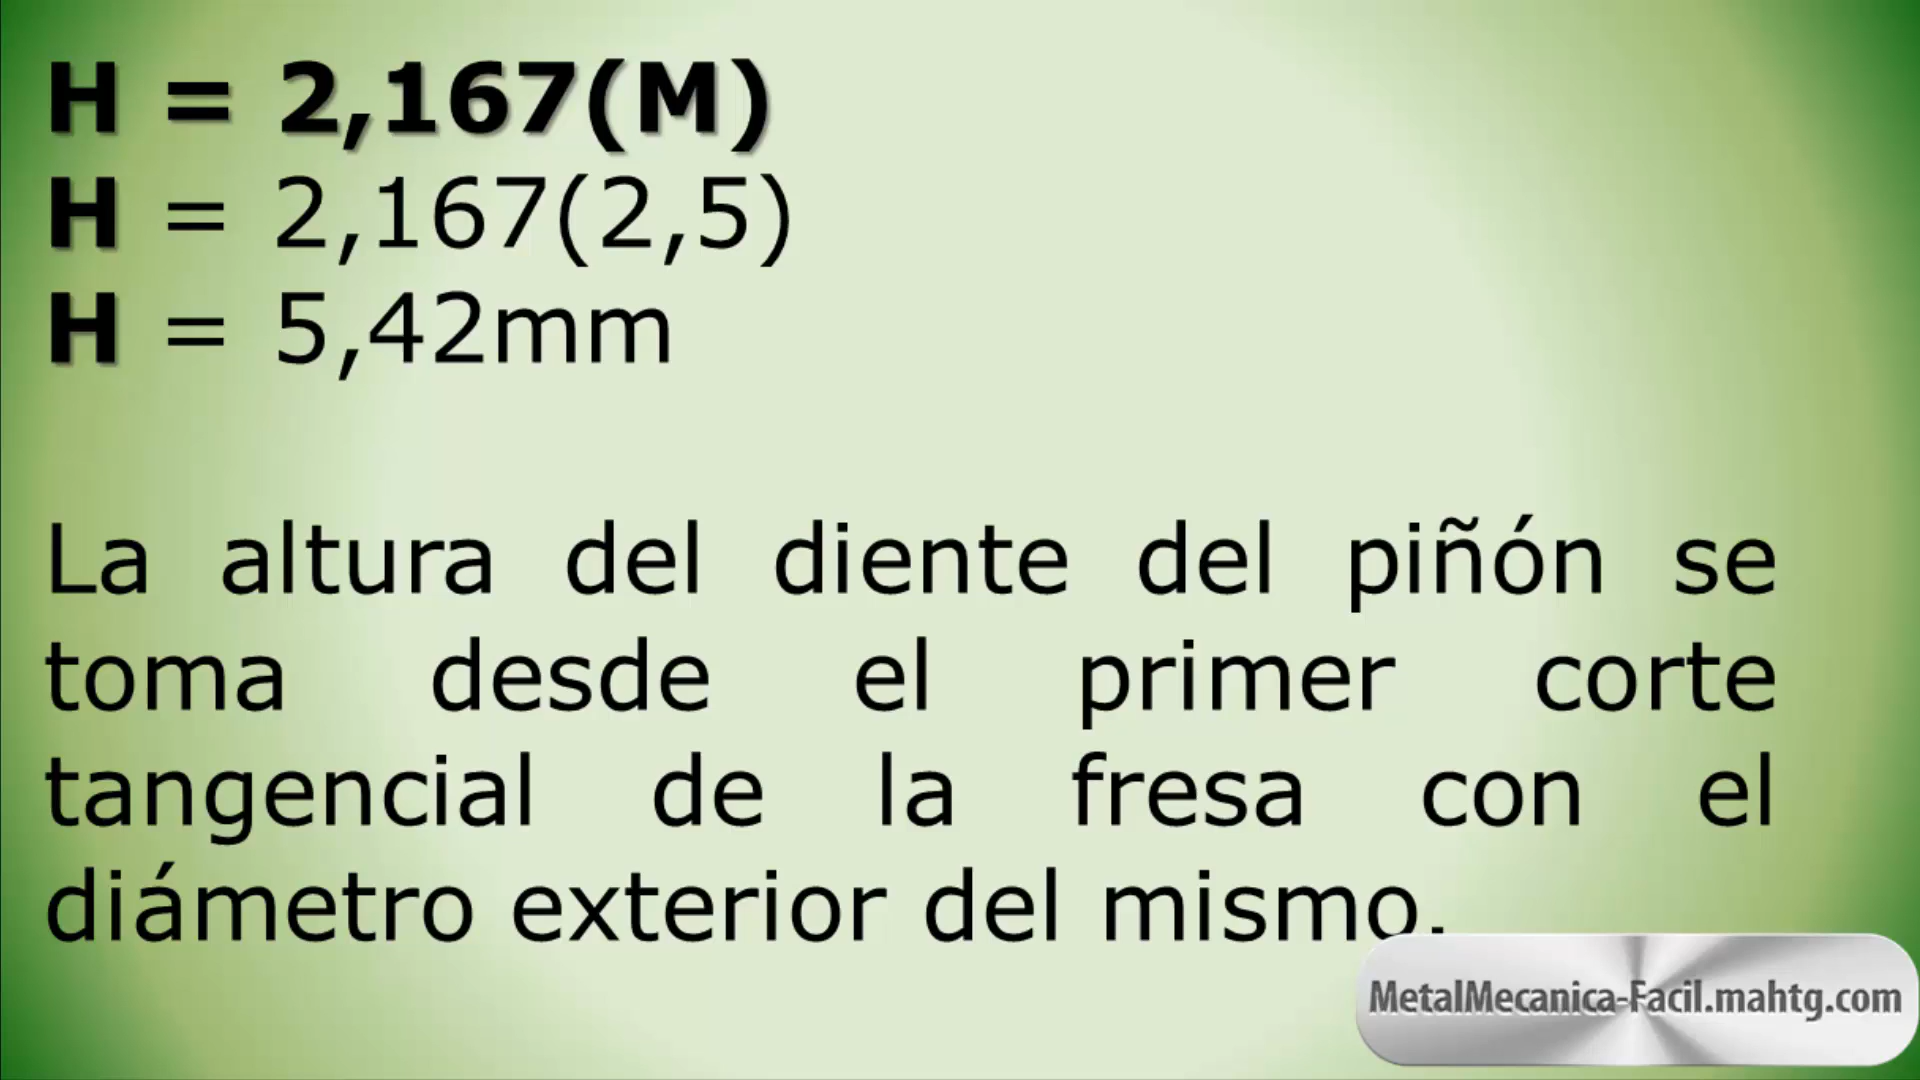 H = 2,167(M)
H = 2,167(2,5)
H = 5,42mm
La altura del diente del piñón se
toma desde el primer corte
tangencial de la fresa con el
diámetro exterior del mismo.
MetalMecanica-Facil.mahtg.com